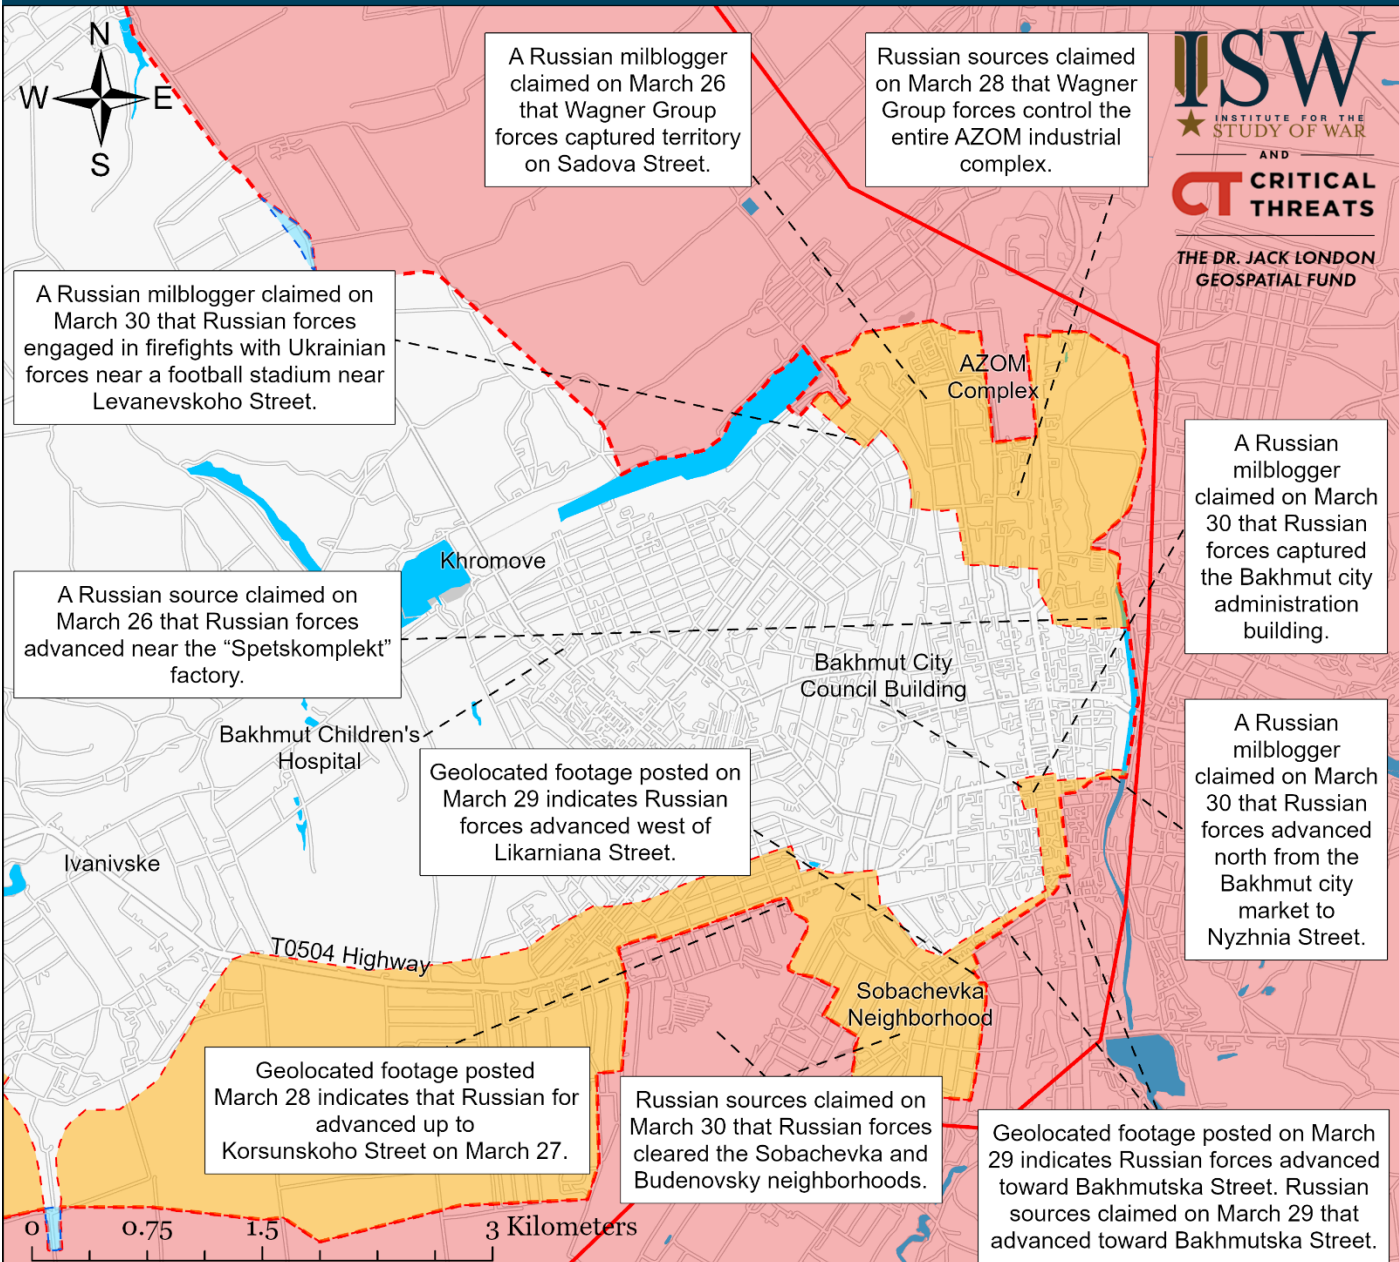 N
W
E
S
A Russian milblogger
claimed on March 26
that Wagner Group
forces captured territory
on Sadova Street.
Russian sources claimed
on March 28 that Wagner
Group forces control the
entire AZOM industrial
complex.
ISW
INSTITUTE FOR THE
STUDY OF WAR
AND
CT CRITICAL
THREATS
THE DR. JACK LONDON
GEOSPATIAL FUND
A Russian milblogger claimed on
March 30 that Russian forces
engaged in firefights with Ukrainian
forces near a football stadium near
Levanevskoho Street.
AZOM
Complex
A Russian
milblogger
claimed on March
30 that Russian
forces captured
the Bakhmut city
administration
building.
Khromove
A Russian source claimed on
March 26 that Russian forces
advanced near the “Spetskomplekt”
factory.
Bakhmut City
Council Building
Bakhmut Children's
Hospital
A Russian
milblogger
claimed on March
30 that Russian
forces advanced
north from the
Bakhmut city
market to
Nyzhnia Street.
Geolocated footage posted on
March 29 indicates Russian
forces advanced west of
Likarniana Street.
Ivanivske
T0504 Highway
Sobachevka
Neighborhood
Geolocated footage posted
March 28 indicates that Russian for
advanced up to
Korsunskoho Street on March 27.
Russian sources claimed on
March 30 that Russian forces
cleared the Sobachevka and
Budenovsky neighborhoods.
Geolocated footage posted on March
29 indicates Russian forces advanced
toward Bakhmutska Street. Russian
sources claimed on March 29 that
advanced toward Bakhmutska Street.
0 0.75 1.5 3 Kilometers